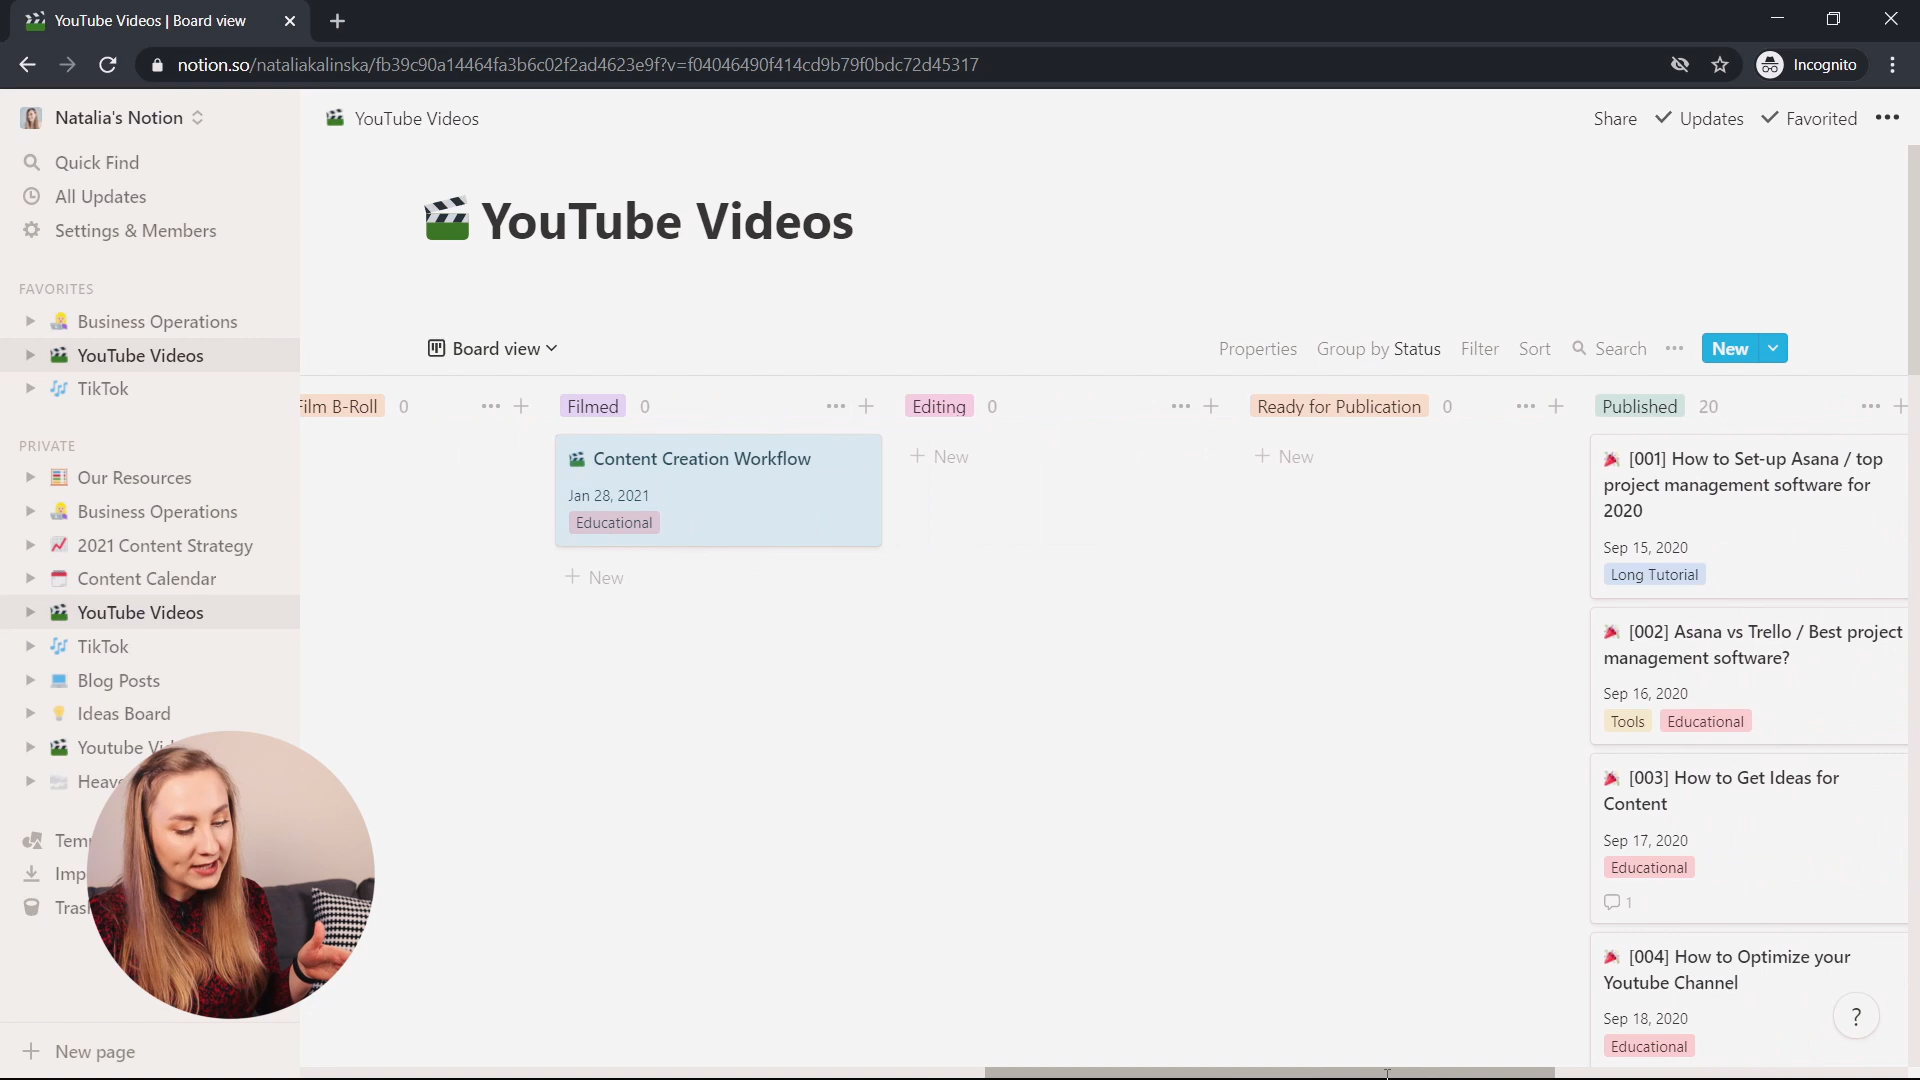 YouTube Videos | Board view
notion.so/nataliakalinska/fb39c90a14464fa3b6c02f2ad4623e9f?v=f04046490f414cd9b79f0bdc72d45317
Incognito
Natalia's Notion
Quick Find
All Updates
Settings & Members
FAVORITES
Business Operations
YouTube Videos
TikTok
PRIVATE
Our Resources
Business Operations
2021 Content Strategy
Content Calendar
YouTube Videos
TikTok
Blog Posts
Ideas Board
Youtube
New page
YouTube Videos
Share
Updates
Favorited
YouTube Videos
Board view
Properties
Group by Status
Filter
Sort
Search
New
Film B-Roll 0
Filmed 0
Content Creation Workflow
Jan 28, 2021
Educational
New
Editing 0
New
Ready for Publication 0
New
Published 20
[001] How to Set-up Asana / top
project management software for
2020
Sep 15, 2020
Long Tutorial
[002] Asana vs Trello / Best project
management software?
Sep 16, 2020
Tools Educational
[003] How to Get Ideas for
Content
Sep 17, 2020
Educational
1
[004] How to Optimize your
Youtube Channel
Sep 18, 2020
Educational
?